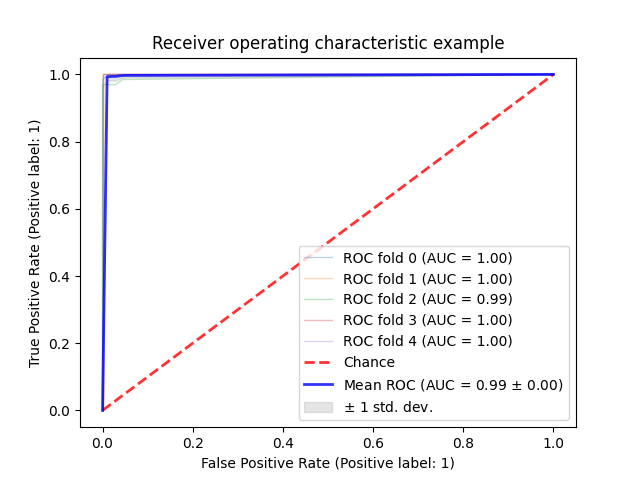 Receiver operating characteristic example
True Positive Rate (Positive label: 1)
1.0
0.8
0.6
0.4
0.2
0.0
ROC fold 0 (AUC = 1.00)
ROC fold 1 (AUC = 1.00)
ROC fold 2 (AUC = 0.99)
ROC fold 3 (AUC = 1.00)
ROC fold 4 (AUC = 1.00)
Chance
Mean ROC (AUC = 0.99 ± 0.00)
± 1 std. dev.
0.0 0.2 0.4 0.6 0.8 1.0
False Positive Rate (Positive label: 1)